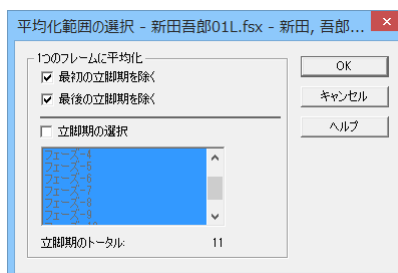 平均化範囲の選択 - 新田吾郎01L.fsx - 新田, 吾郎...
1つのフレームに平均化
最初の立脚期を除く
最後の立脚期を除く
立脚期の選択
フェーズ-4
フェーズ-5
フェーズ-6
フェーズ-7
フェーズ-8
フェーズ-9
立脚期のトータル: 11
OK
キャンセル
ヘルプ